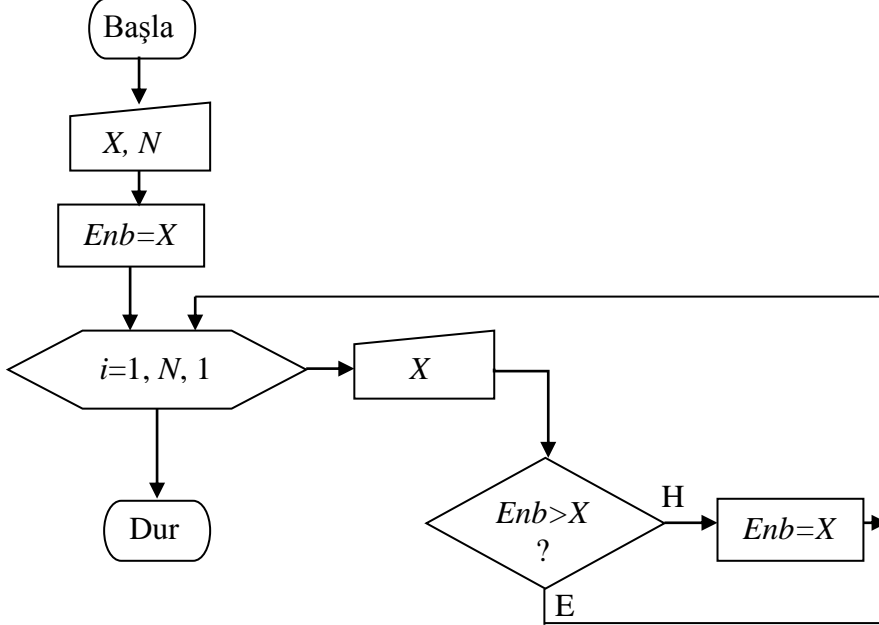 Başla
X, N
Enb=X
i=1, N, 1
X
Enb>X
?
H
Enb=X
E
Dur